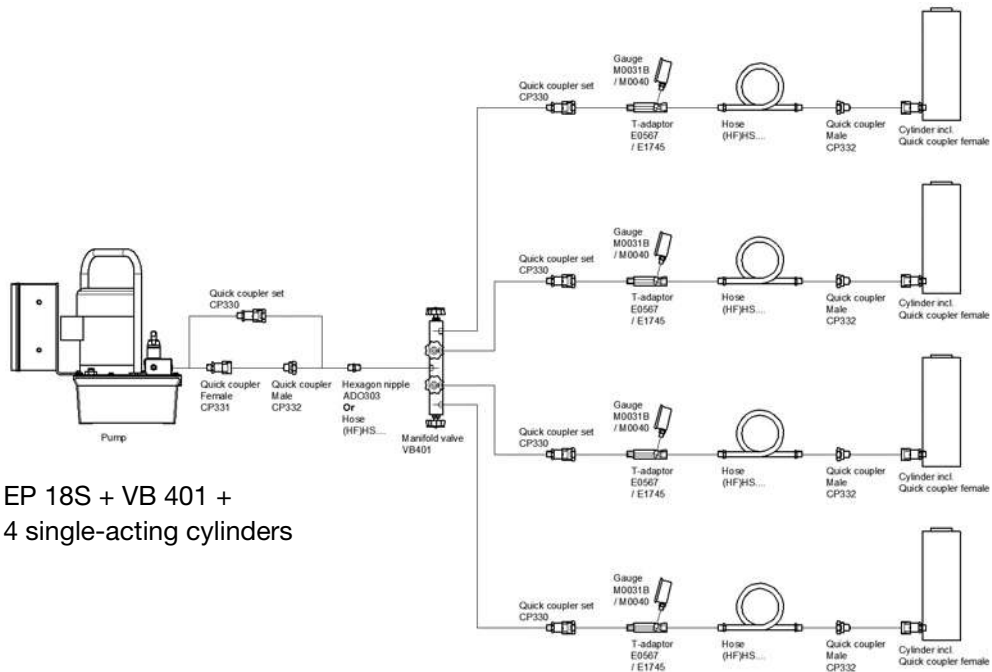 Gauge
M0031B
/ M0040
Quick coupler set
CP330
T-adaptor
E0567
/ E1745
Hose
(HF)HS....
Quick coupler
Male
CP332
Cylinder incl.
Quick coupler female
Gauge
M0031B
/ M0040
Quick coupler set
CP330
T-adaptor
E0567
/ E1745
Hose
(HF)HS....
Quick coupler
Male
CP332
Cylinder incl.
Quick coupler female
Quick coupler set
CP330
Quick coupler
Female
CP331
Quick coupler
Male
CP332
Hexagon nipple
ADO303
Or
Hose
(HF)HS....
Manifold valve
VB401
Pump
Gauge
M0031B
/ M0040
Quick coupler set
CP330
T-adaptor
E0567
/ E1745
Hose
(HF)HS....
Quick coupler
Male
CP332
Cylinder incl.
Quick coupler female
EP 18S + VB 401 +
4 single-acting cylinders
Gauge
M0031B
/ M0040
Quick coupler set
CP330
T-adaptor
E0567
/ E1745
Hose
(HF)HS....
Quick coupler
Male
CP332
Cylinder incl.
Quick coupler female